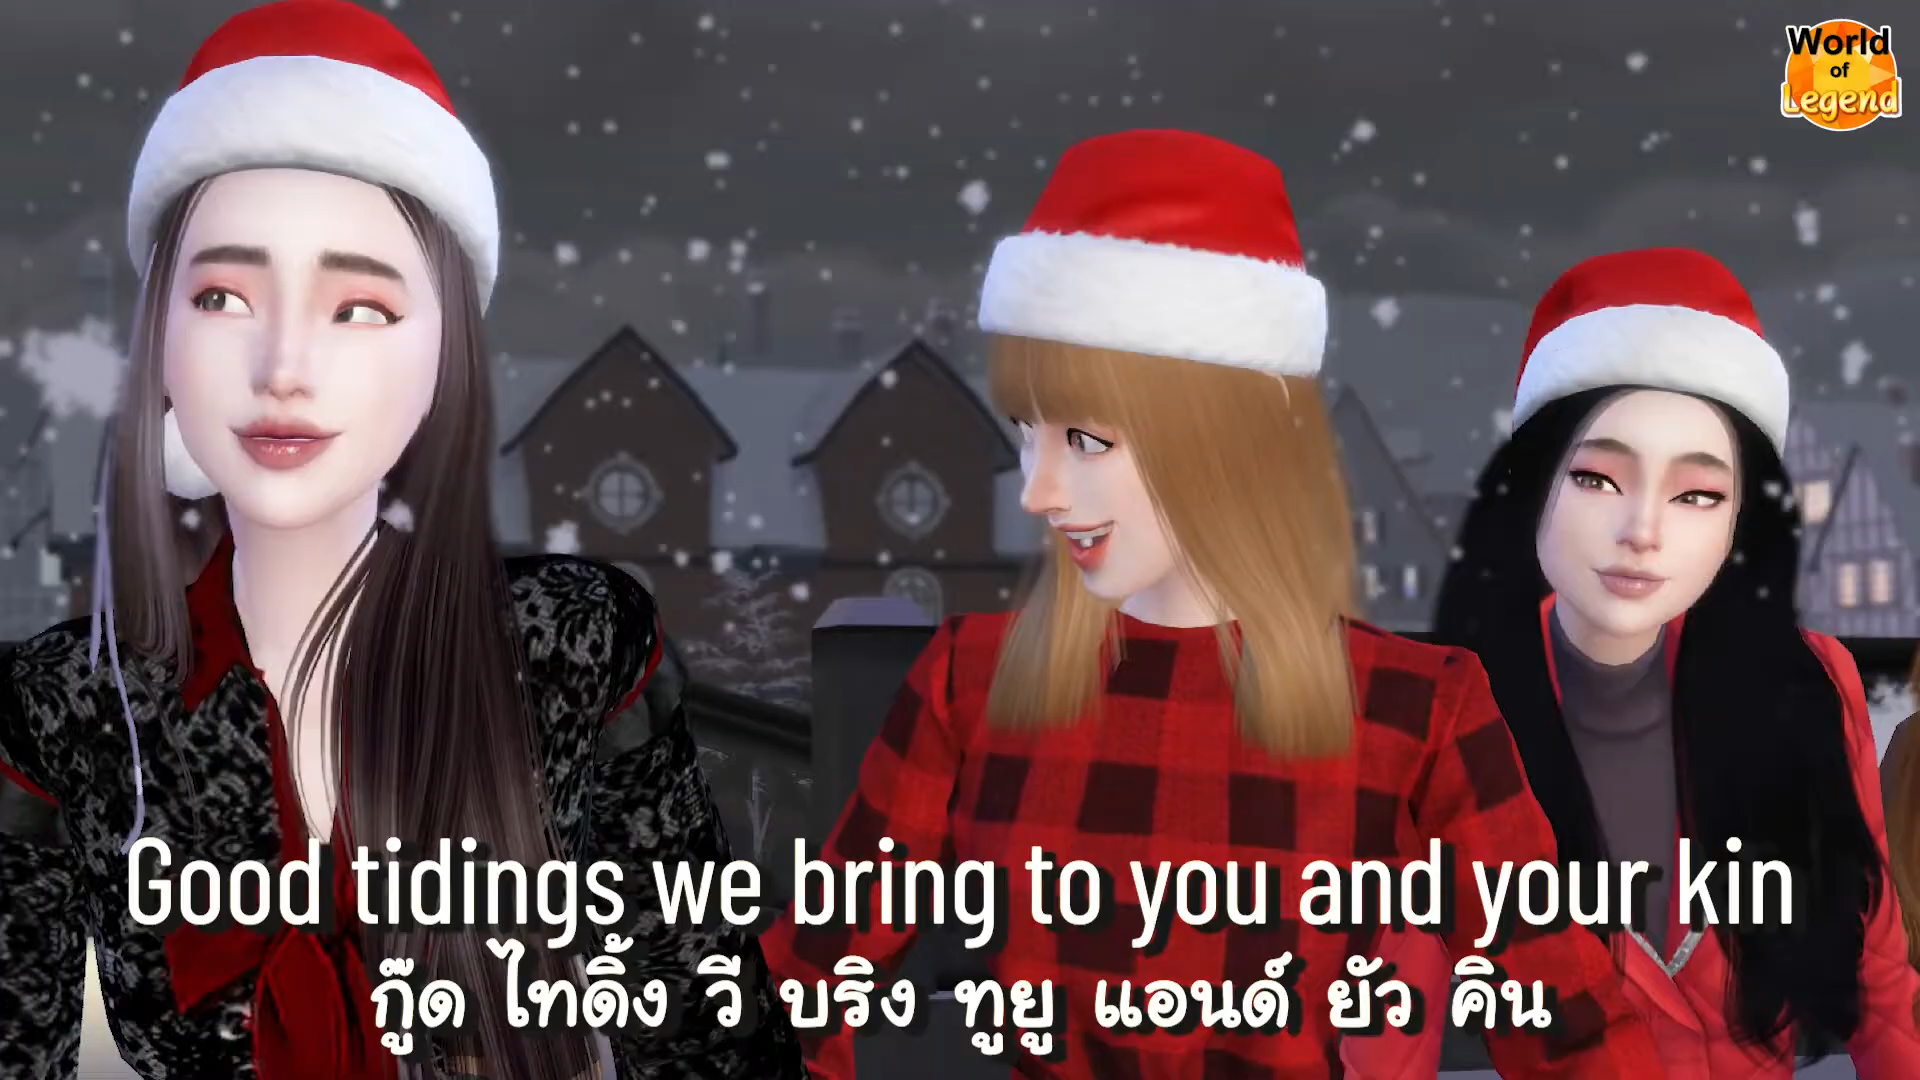 World
of
Legend
Good tidings we bring to you and your kin
กู๊ด ไทดิ้ง วี บริง ทูยู แอนด์ ยัว คิน